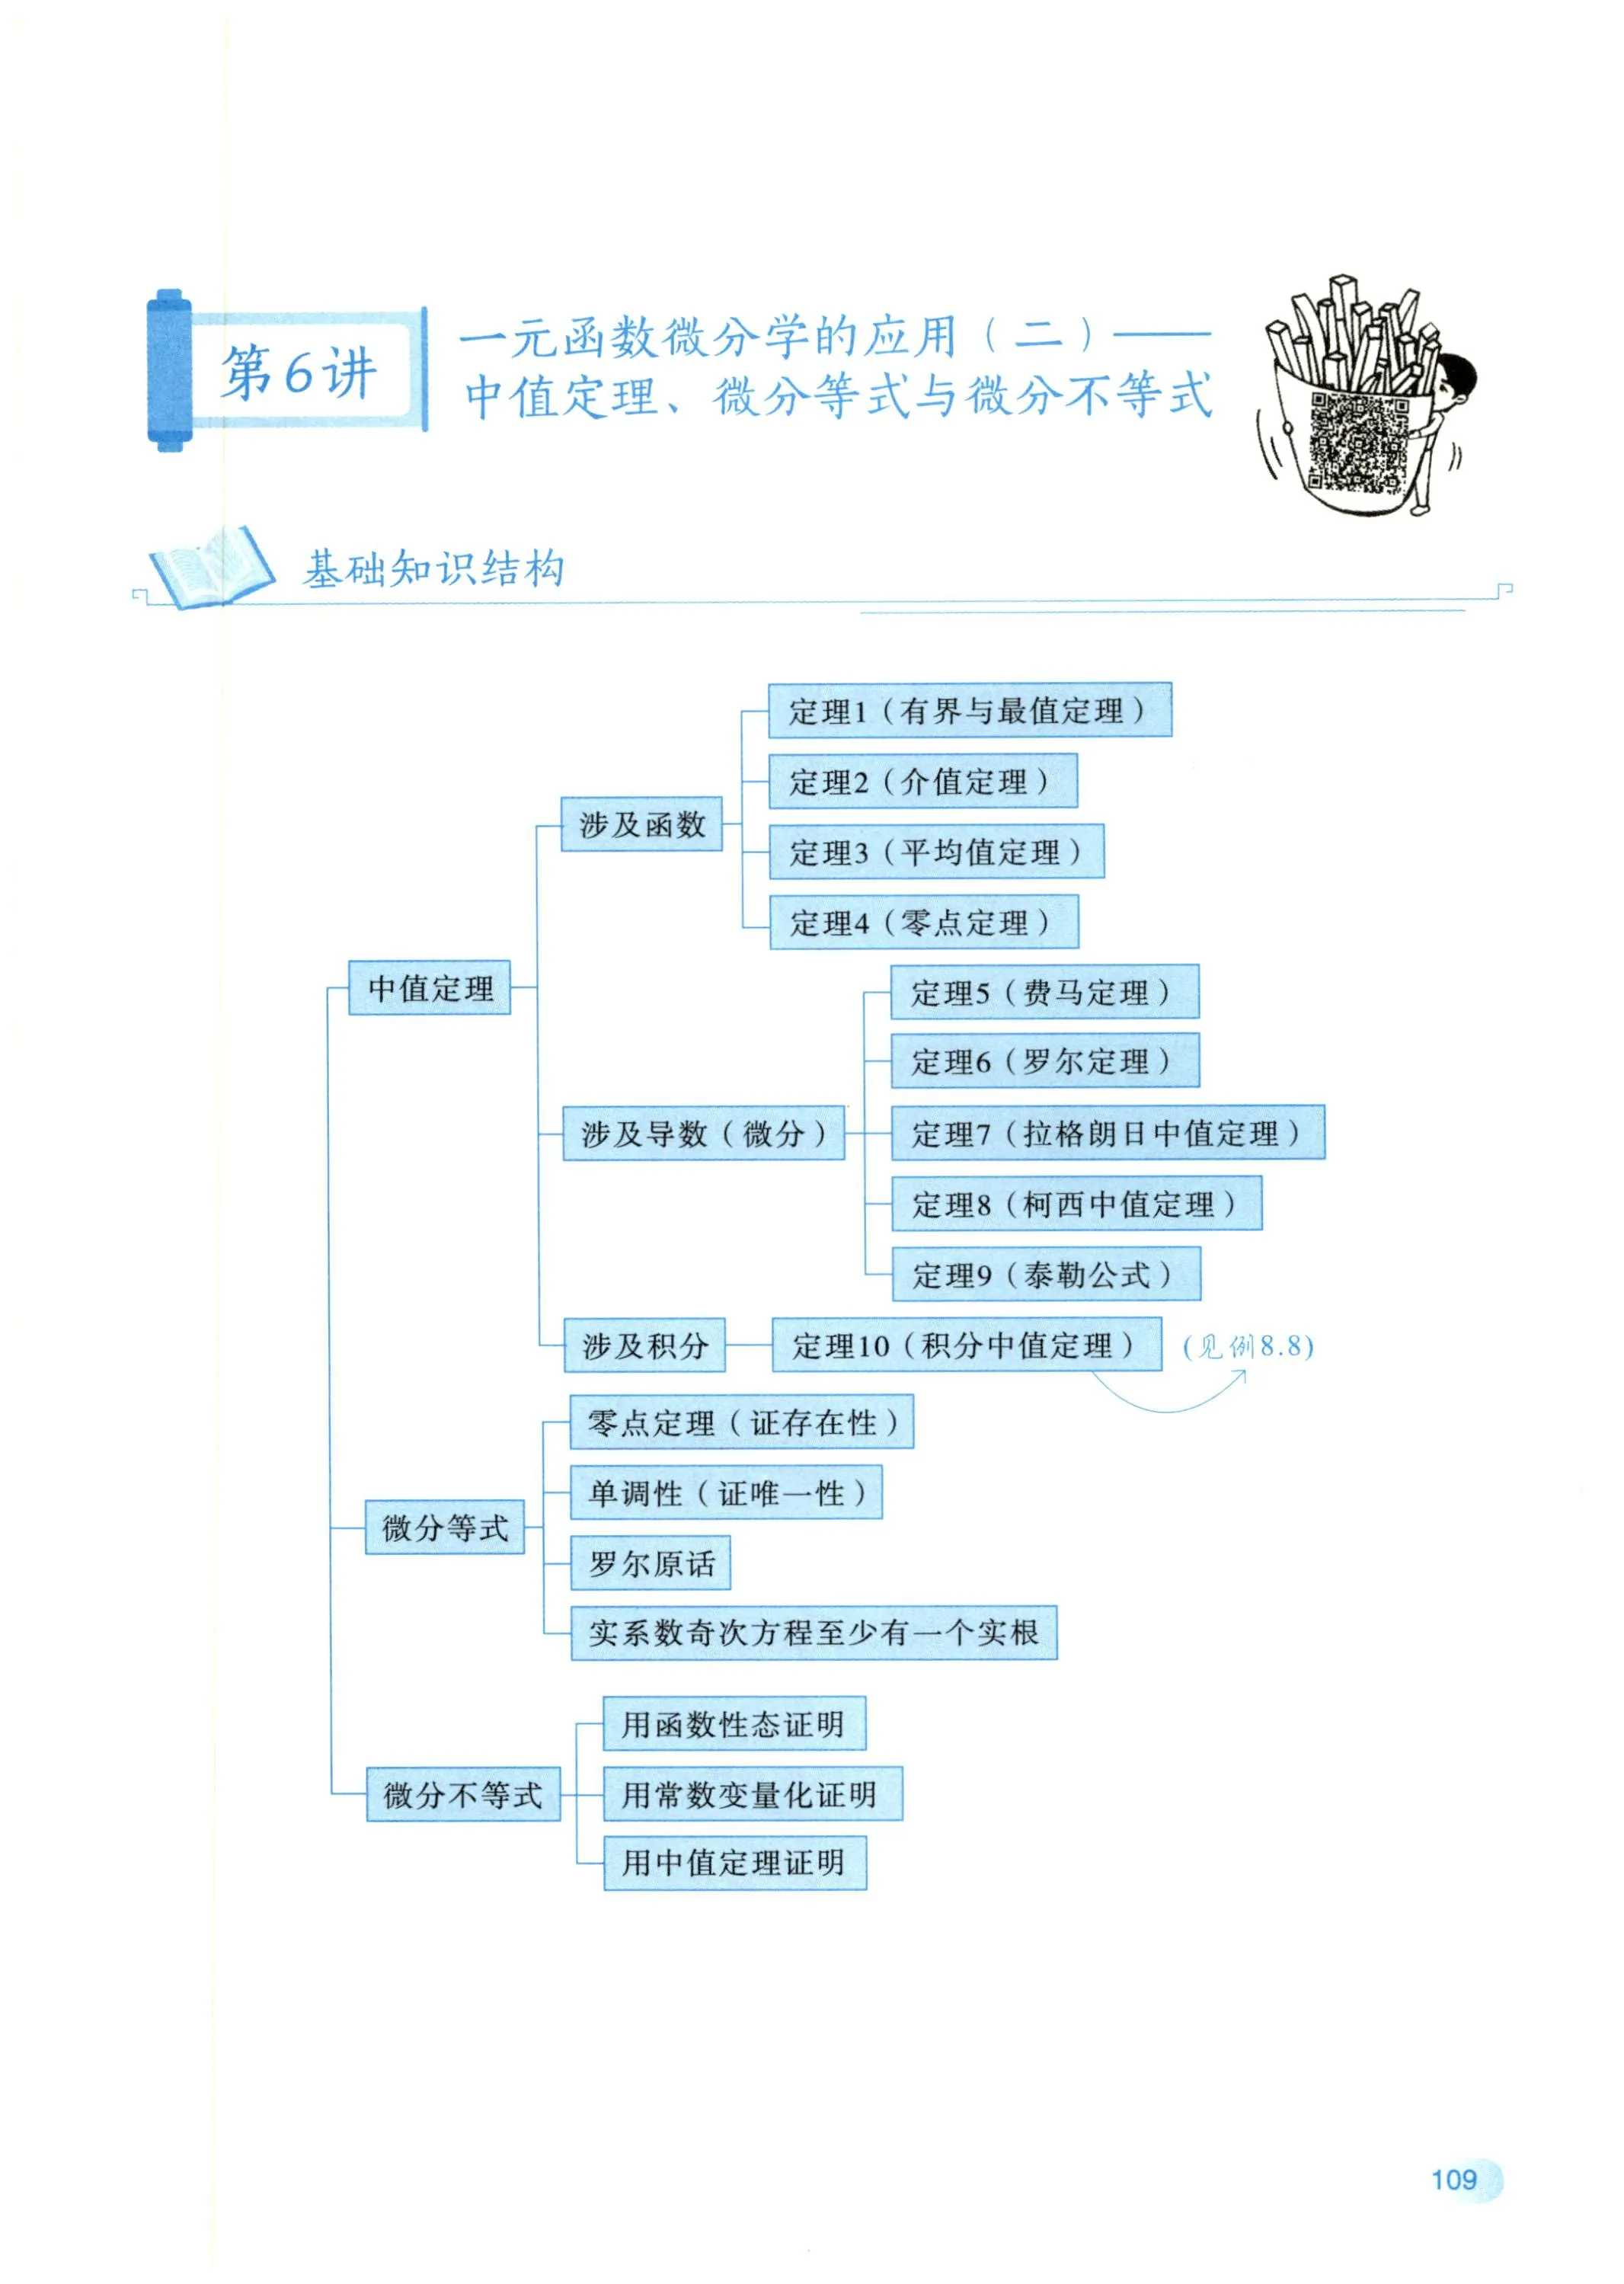 第6讲
一元函数微分学的应用（二）——
中值定理、微分等式与微分不等式
基础知识结构
定理1（有界与最值定理）
定理2（介值定理）
涉及函数
定理3（平均值定理）
定理4（零点定理）
中值定理
定理5（费马定理）
定理6（罗尔定理）
涉及导数（微分）
定理7（拉格朗日中值定理）
定理8（柯西中值定理）
定理9（泰勒公式）
涉及积分
定理10（积分中值定理）
(见例8.8)
零点定理（证存在性）
单调性（证唯一性）
微分等式
罗尔原话
实系数奇次方程至少有一个实根
用函数性态证明
微分不等式
用常数变量化证明
用中值定理证明
109